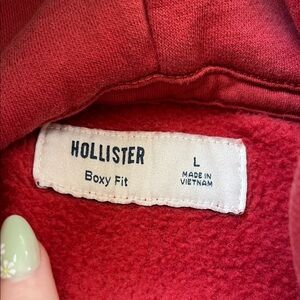 HOLLISTER
Boxy Fit
L
MADE IN
VIETNAM